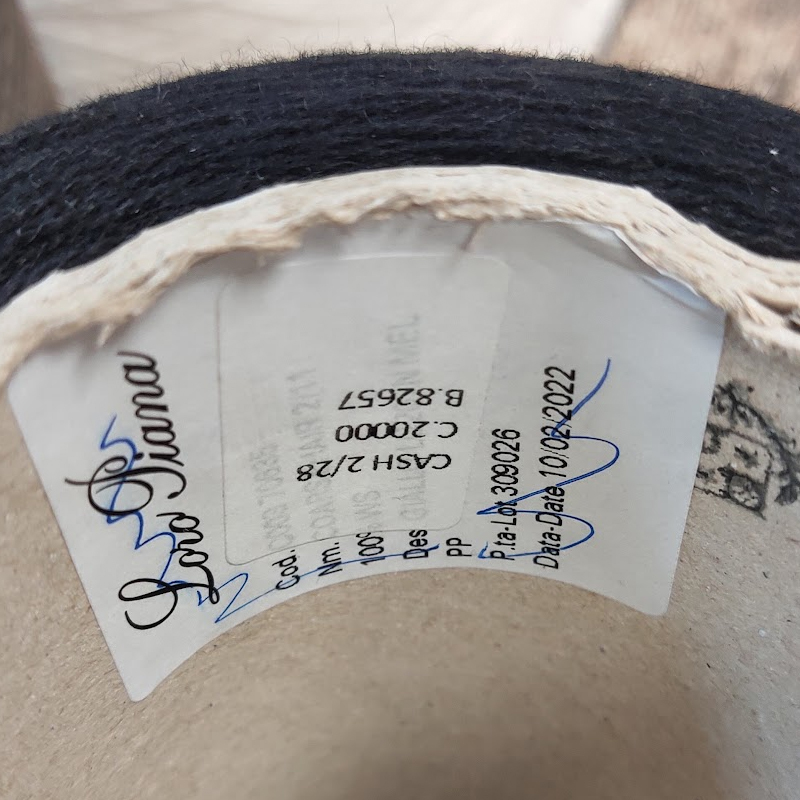 Loro Piana
Cod.
Nm.
100%
Des
PP
P.ta-Lot 309026
Data-Date 10/02/2022
CASH 2/28
C.20000
B.82657